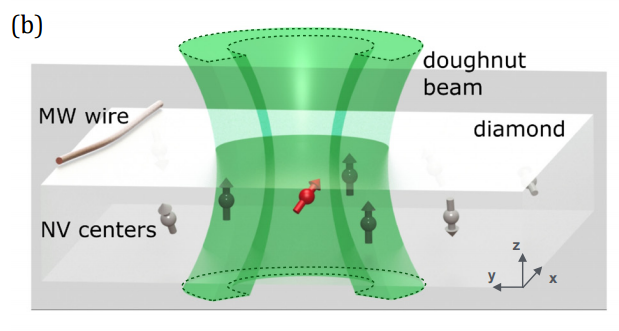 (b)
doughnut
beam
MW wire
diamond
NV centers
z
y
x